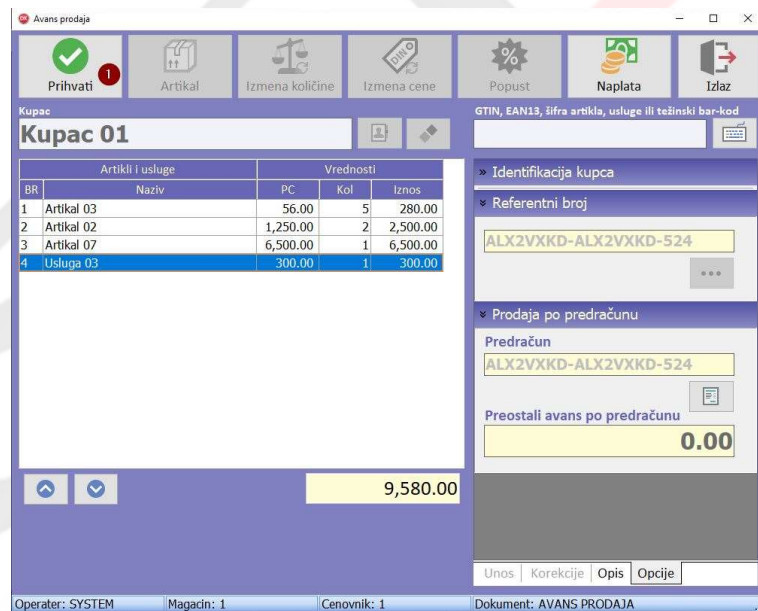 Avans prodaja
Prihvati 1 Artikal Izmena količine Izmena cene Popust Naplata Izlaz
Kupac
GTIN, EAN13, šifra artikla, usluge ili težinski bar-kod
Kupac 01
Artikli i usluge Vrednosti
BR Naziv PC Kol Iznos
1 Artikal 03 56.00 5 280.00
2 Artikal 02 1,250.00 2 2,500.00
3 Artikal 07 6,500.00 1 6,500.00
4 Usluga 03 300.00 1 300.00
9,580.00
» Identifikacija kupca
Referentni broj
ALX2VXKD-ALX2VXKD-524
Prodaja po predračunu
Predračun
ALX2VXKD-ALX2VXKD-524
Preostali avans po predračunu
0.00
Unos Korekcije Opis Opcije
Operater: SYSTEM Magacin: 1 Cenovnik: 1 Dokument: AVANS PRODAJA